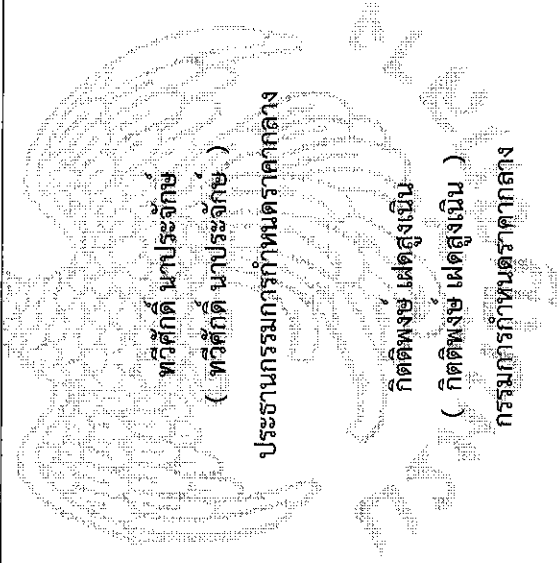 ทวีศักดิ์ นาประจักษ์
( ทวีศักดิ์ นาประจักษ์ )
ประธานกรรมการกำหนดราคากลาง
กิตติพงษ์ เฝดสูงเนิน
( กิตติพงษ์ เฝดสูงเนิน )
กรรมการกำหนดราคากลาง